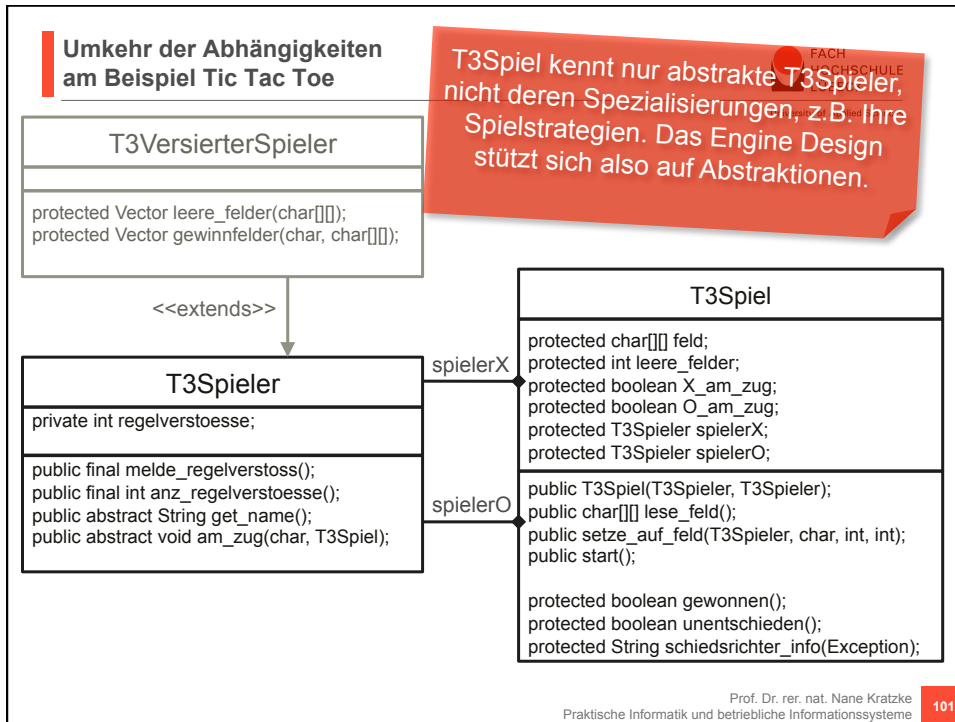 Umkehr der Abhängigkeiten
am Beispiel Tic Tac Toe
T3Spiel kennt nur abstrakte T3Spieler,
nicht deren Spezialisierungen, z.B. Ihre
Spielstrategien. Das Engine Design
stützt sich also auf Abstraktionen.
FACH
HOCHSCHULE
T3VersierterSpieler
protected Vector leere_felder(char[][]);
protected Vector gewinnfelder(char, char[][]);
<<extends>>
T3Spieler
private int regelverstoesse;
public final melde_regelverstoss();
public final int anz_regelverstoesse();
public abstract String get_name();
public abstract void am_zug(char, T3Spiel);
spielerX
spielerO
T3Spiel
protected char[][] feld;
protected int leere_felder;
protected boolean X_am_zug;
protected boolean O_am_zug;
protected T3Spieler spielerX;
protected T3Spieler spielerO;
public T3Spiel(T3Spieler, T3Spieler);
public char[][] lese_feld();
public setze_auf_feld(T3Spieler, char, int, int);
public start();
protected boolean gewonnen();
protected boolean unentschieden();
protected String schiedsrichter_info(Exception);
Prof. Dr. rer. nat. Nane Kratzke
Praktische Informatik und betriebliche Informationssysteme
101